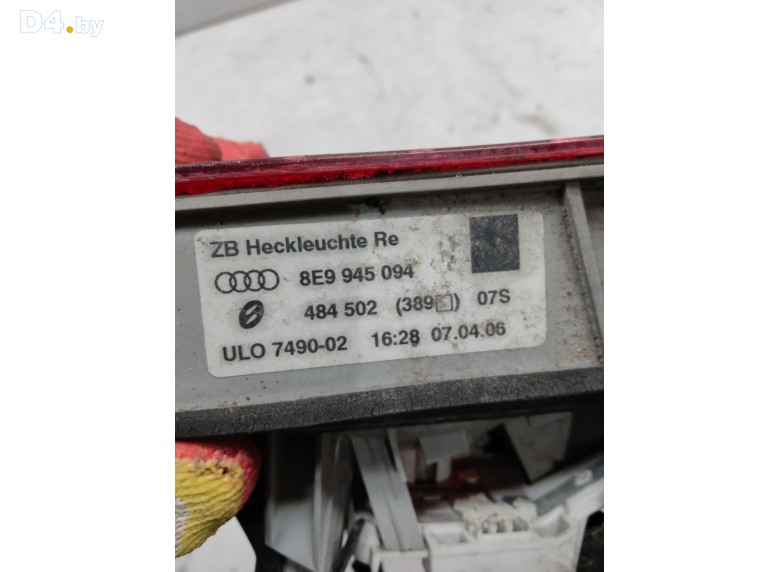 D4.by
ZB Heckleuchte Re
8E9 945 094
484 502 (389) 07S
ULO 7490-02 16:28 07.04.06